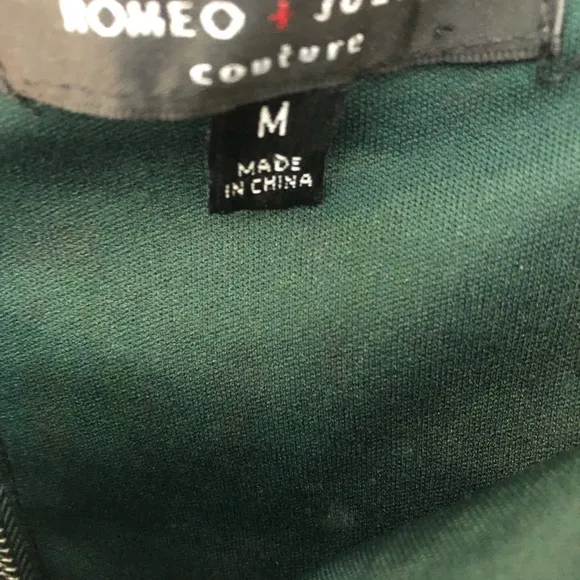 ROMEO +
couture
M
MADE
IN CHINA